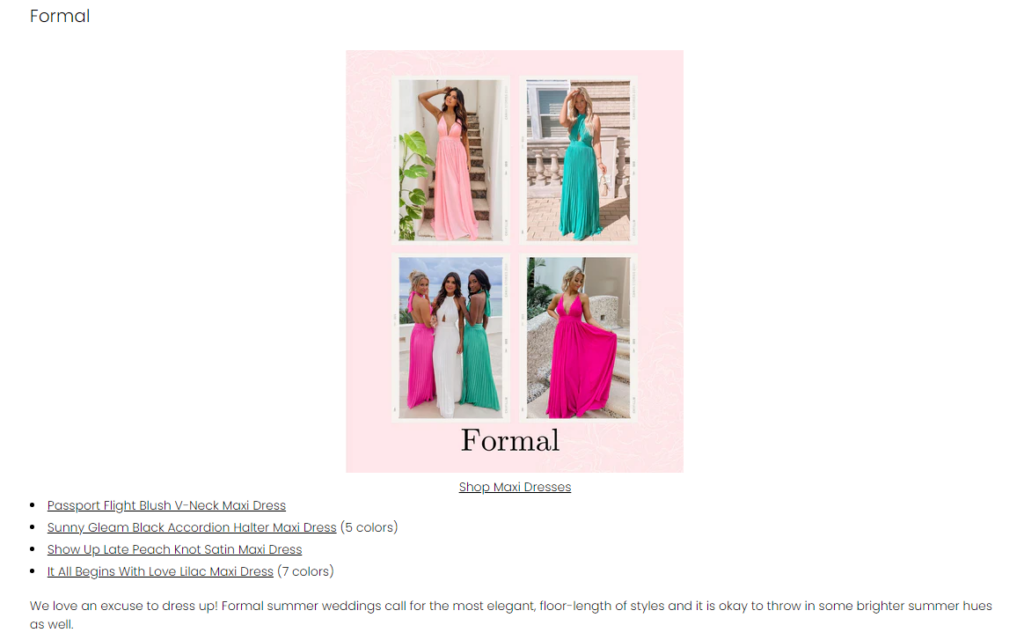 Formal
Formal
Shop Maxi Dresses
Passport Flight Blush V-Neck Maxi Dress
Sunny Gleam Black Accordion Halter Maxi Dress (5 colors)
Show Up Late Peach Knot Satin Maxi Dress
It All Begins With Love Lilac Maxi Dress (7 colors)
We love an excuse to dress up! Formal summer weddings call for the most elegant, floor-length of styles and it is okay to throw in some brighter summer hues
as well.